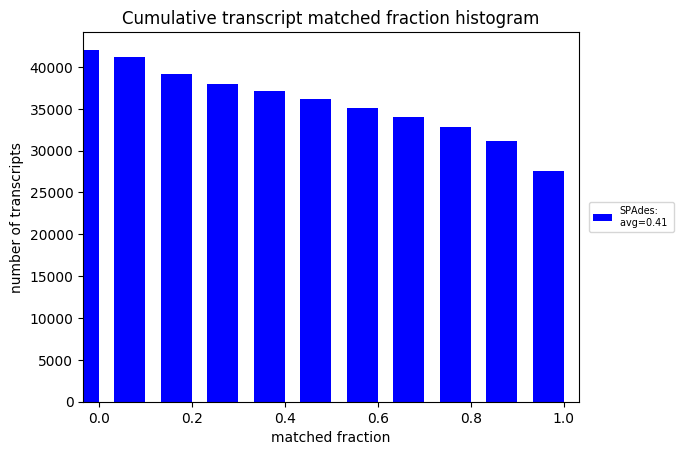 Cumulative transcript matched fraction histogram
number of transcripts
40000
35000
30000
25000
20000
15000
10000
5000
0
0.0 0.2 0.4 0.6 0.8 1.0
matched fraction
SPAdes:
avg=0.41